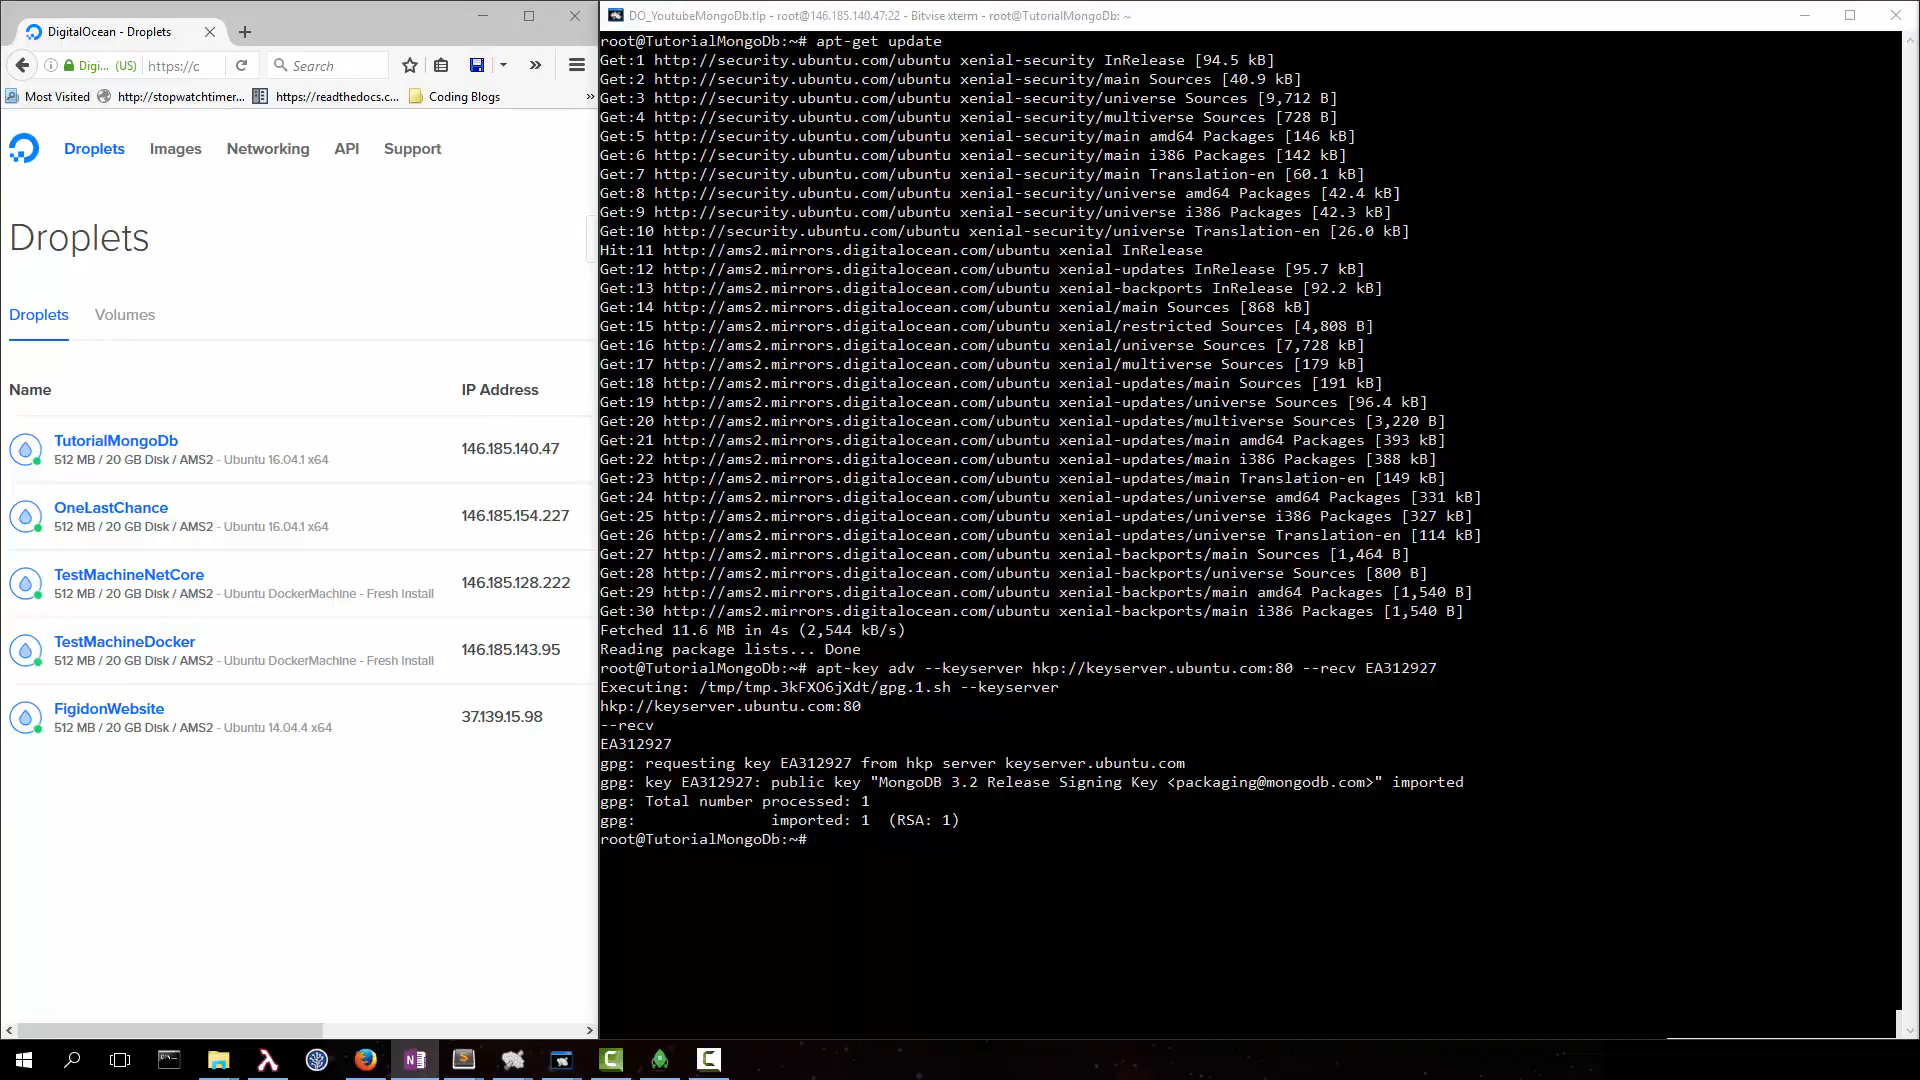 DigitalOcean - Droplets
Digi... (US)
https://c
Search
Most Visited
http://stopwatchtimer...
https://readthedocs.c...
Coding Blogs
Droplets
Images
Networking
API
Support
Droplets
Droplets
Volumes
Name
IP Address
TutorialMongoDb
512 MB / 20 GB Disk / AMS2 - Ubuntu 16.04.1 x64
146.185.140.47
OneLastChance
512 MB / 20 GB Disk / AMS2 - Ubuntu 16.04.1 x64
146.185.154.227
TestMachineNetCore
512 MB / 20 GB Disk / AMS2 - Ubuntu DockerMachine - Fresh Install
146.185.128.222
TestMachineDocker
512 MB / 20 GB Disk / AMS2 - Ubuntu DockerMachine - Fresh Install
146.185.143.95
FigidonWebsite
512 MB / 20 GB Disk / AMS2 - Ubuntu 14.04.4 x64
37.139.15.98
DO_YoutubeMongoDb.tlp - root@146.185.140.47:22 - Bitvise xterm - root@TutorialMongoDb: ~
root@TutorialMongoDb:~# apt-get update
Get:1 http://security.ubuntu.com/ubuntu xenial-security InRelease [94.5 kB]
Get:2 http://security.ubuntu.com/ubuntu xenial-security/main Sources [40.9 kB]
Get:3 http://security.ubuntu.com/ubuntu xenial-security/universe Sources [9,712 B]
Get:4 http://security.ubuntu.com/ubuntu xenial-security/multiverse Sources [728 B]
Get:5 http://security.ubuntu.com/ubuntu xenial-security/main amd64 Packages [146 kB]
Get:6 http://security.ubuntu.com/ubuntu xenial-security/main i386 Packages [142 kB]
Get:7 http://security.ubuntu.com/ubuntu xenial-security/main Translation-en [60.1 kB]
Get:8 http://security.ubuntu.com/ubuntu xenial-security/universe amd64 Packages [42.4 kB]
Get:9 http://security.ubuntu.com/ubuntu xenial-security/universe i386 Packages [42.3 kB]
Get:10 http://security.ubuntu.com/ubuntu xenial-security/universe Translation-en [26.0 kB]
Hit:11 http://ams2.mirrors.digitalocean.com/ubuntu xenial InRelease
Get:12 http://ams2.mirrors.digitalocean.com/ubuntu xenial-updates InRelease [95.7 kB]
Get:13 http://ams2.mirrors.digitalocean.com/ubuntu xenial-backports InRelease [92.2 kB]
Get:14 http://ams2.mirrors.digitalocean.com/ubuntu xenial/main Sources [868 kB]
Get:15 http://ams2.mirrors.digitalocean.com/ubuntu xenial/restricted Sources [4,808 B]
Get:16 http://ams2.mirrors.digitalocean.com/ubuntu xenial/universe Sources [7,728 kB]
Get:17 http://ams2.mirrors.digitalocean.com/ubuntu xenial/multiverse Sources [179 kB]
Get:18 http://ams2.mirrors.digitalocean.com/ubuntu xenial-updates/main Sources [191 kB]
Get:19 http://ams2.mirrors.digitalocean.com/ubuntu xenial-updates/universe Sources [96.4 kB]
Get:20 http://ams2.mirrors.digitalocean.com/ubuntu xenial-updates/multiverse Sources [3,220 B]
Get:21 http://ams2.mirrors.digitalocean.com/ubuntu xenial-updates/main amd64 Packages [393 kB]
Get:22 http://ams2.mirrors.digitalocean.com/ubuntu xenial-updates/main i386 Packages [388 kB]
Get:23 http://ams2.mirrors.digitalocean.com/ubuntu xenial-updates/main Translation-en [149 kB]
Get:24 http://ams2.mirrors.digitalocean.com/ubuntu xenial-updates/universe amd64 Packages [331 kB]
Get:25 http://ams2.mirrors.digitalocean.com/ubuntu xenial-updates/universe i386 Packages [327 kB]
Get:26 http://ams2.mirrors.digitalocean.com/ubuntu xenial-updates/universe Translation-en [114 kB]
Get:27 http://ams2.mirrors.digitalocean.com/ubuntu xenial-backports/main Sources [1,464 B]
Get:28 http://ams2.mirrors.digitalocean.com/ubuntu xenial-backports/universe Sources [800 B]
Get:29 http://ams2.mirrors.digitalocean.com/ubuntu xenial-backports/main amd64 Packages [1,540 B]
Get:30 http://ams2.mirrors.digitalocean.com/ubuntu xenial-backports/main i386 Packages [1,540 B]
Fetched 11.6 MB in 4s (2,544 kB/s)
Reading package lists... Done
root@TutorialMongoDb:~# apt-key adv --keyserver hkp://keyserver.ubuntu.com:80 --recv EA312927
Executing: /tmp/tmp.3kFXO6jXdt/gpg.1.sh --keyserver
hkp://keyserver.ubuntu.com:80
--recv
EA312927
gpg: requesting key EA312927 from hkp server keyserver.ubuntu.com
gpg: key EA312927: public key "MongoDB 3.2 Release Signing Key <packaging@mongodb.com>" imported
gpg: Total number processed: 1
gpg:               imported: 1  (RSA: 1)
root@TutorialMongoDb:~#